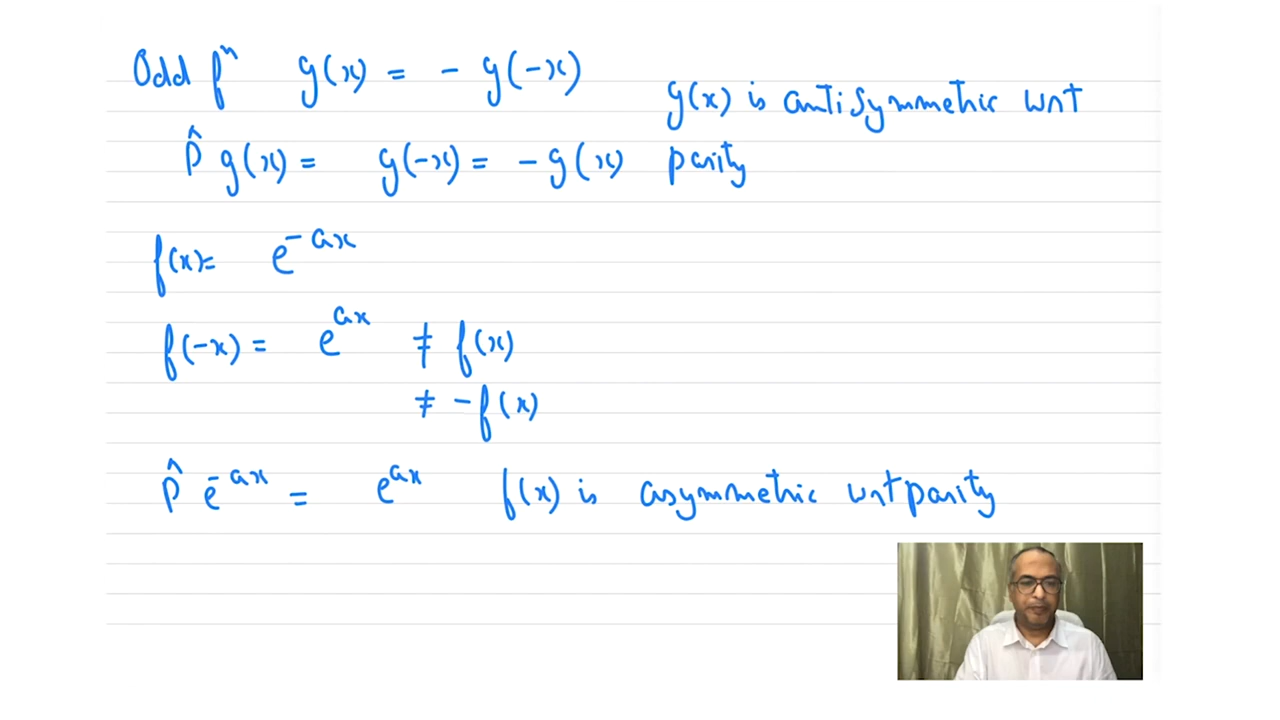 Odd fⁿ g(x) = - g(-x)
g(x) is antisymmetric wrt
parity
P̂ g(x) = g(-x) = - g(x)
f(x) = e^{-ax}
f(-x) = e^{ax} ≠ f(x)
≠ -f(x)
P̂ e^{-ax} = e^{ax} f(x) is asymmetric wrt parity